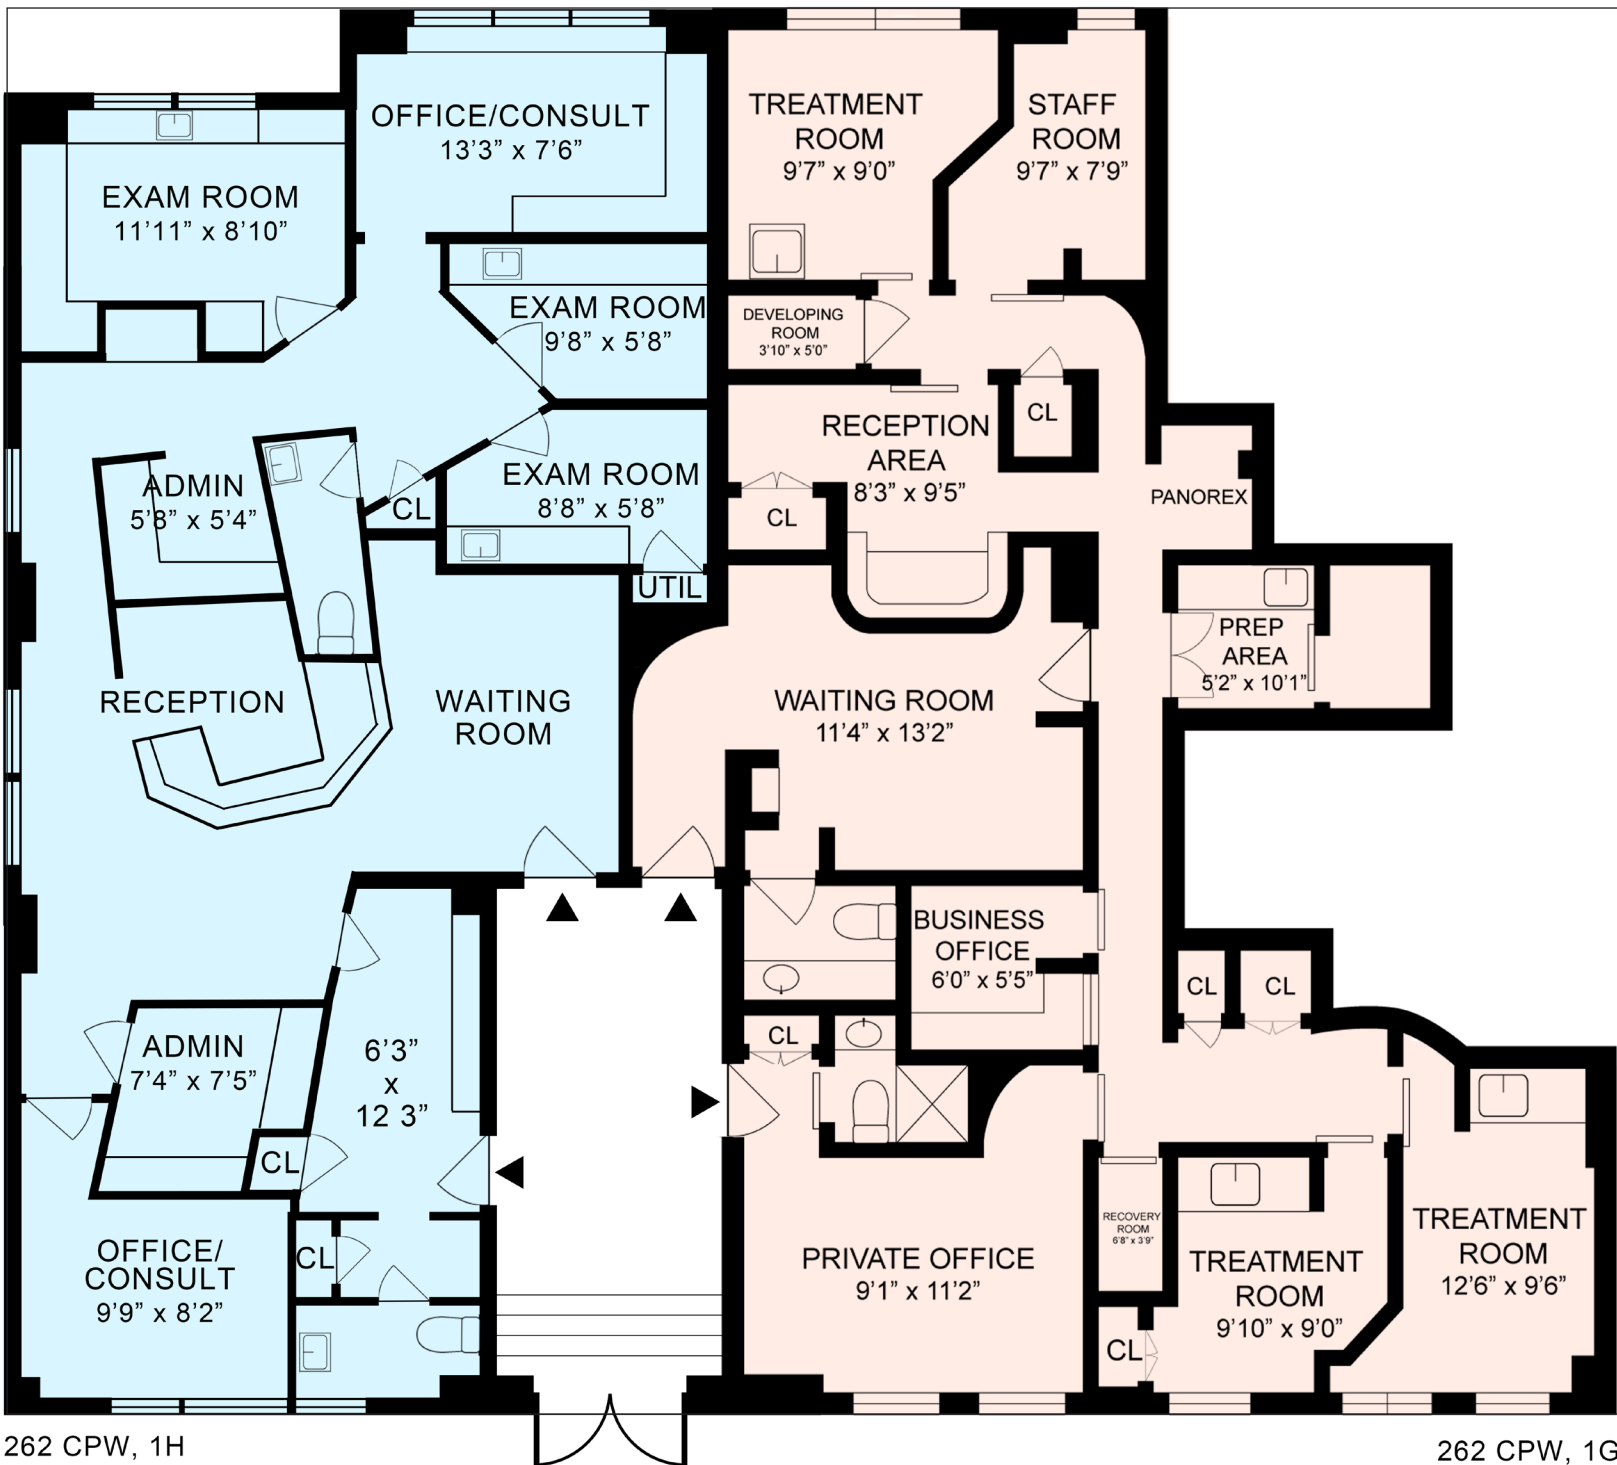 OFFICE/CONSULT
13'3" x 7'6"
EXAM ROOM
11'11" x 8'10"
EXAM ROOM
9'8" x 5'8"
EXAM ROOM
8'8" x 5'8"
ADMIN
5'8" x 5'4"
CL
UTIL
RECEPTION
WAITING
ROOM
ADMIN
7'4" x 7'5"
6'3"
x
12 3"
CL
OFFICE/
CONSULT
9'9" x 8'2"
CL
TREATMENT
ROOM
9'7" x 9'0"
STAFF
ROOM
9'7" x 7'9"
DEVELOPING
ROOM
3'10" x 5'0"
CL
RECEPTION
AREA
8'3" x 9'5"
CL
PANOREX
PREP
AREA
5'2" x 10'1"
WAITING ROOM
11'4" x 13'2"
BUSINESS
OFFICE
6'0" x 5'5"
CL
CL
CL
PRIVATE OFFICE
9'1" x 11'2"
RECOVERY
ROOM
6'8" x 3'9"
TREATMENT
ROOM
9'10" x 9'0"
CL
TREATMENT
ROOM
12'6" x 9'6"
262 CPW, 1H
262 CPW, 1G